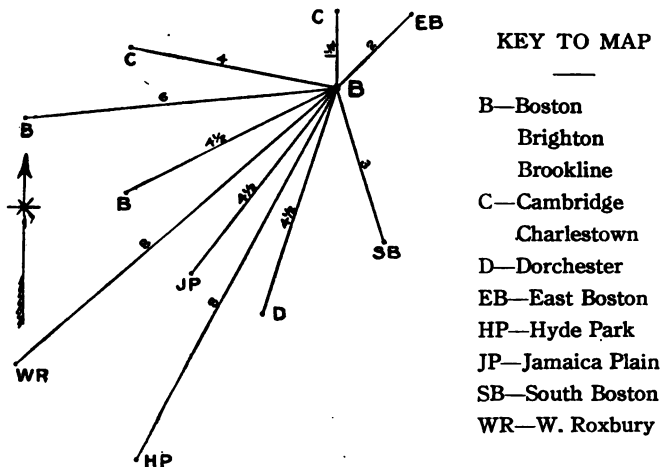 C
EB
KEY TO MAP
C
4
1¼
2
B
B—Boston
6
B
Brighton
Brookline
4½
2
B
C—Cambridge
4½
4½
Charlestown
8
SB
D—Dorchester
JP
EB—East Boston
8
D
HP—Hyde Park
JP—Jamaica Plain
WR
SB—South Boston
WR—W. Roxbury
HP